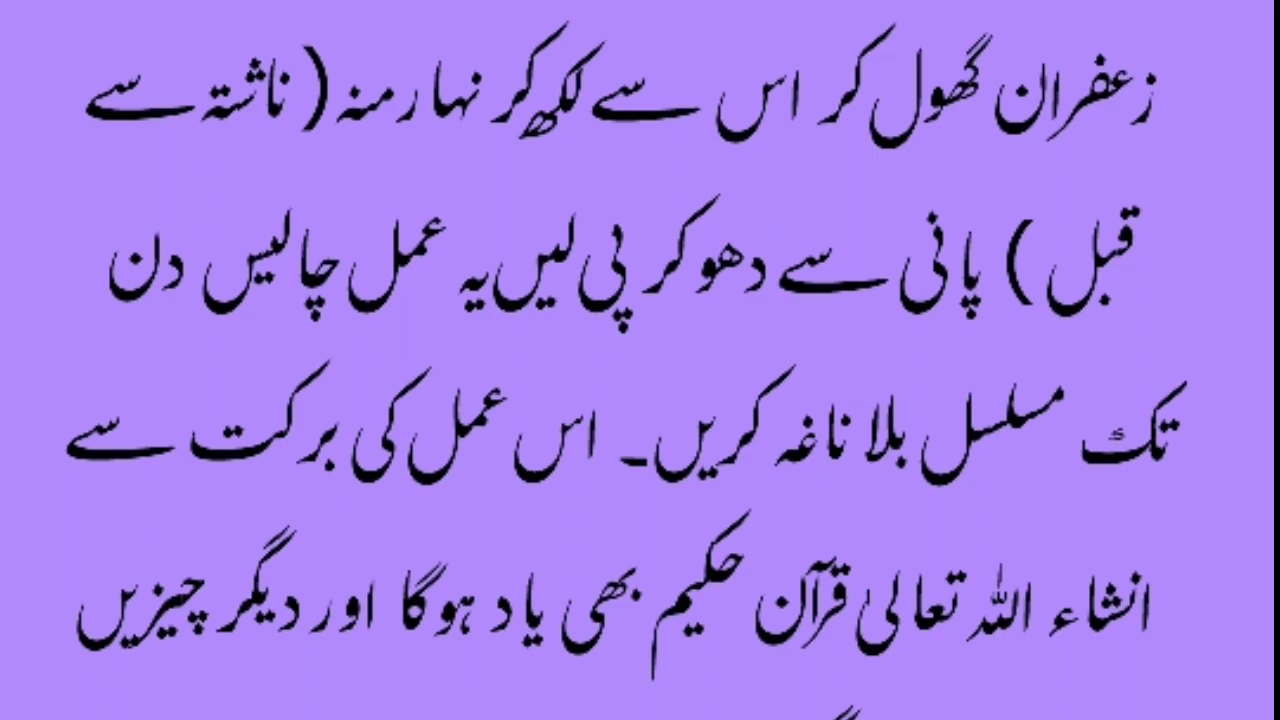 زعفران گھول کر اس سے لکھ کر نہار منہ ( ناشتہ سے
قبل ) پانی سے دھو کر پی لیں یہ عمل چالیس دن
تک مسلسل بلا ناغہ کریں۔ اس عمل کی برکت سے
انشاء اللہ تعالیٰ قرآن حکیم بھی یاد ہوگا اور دیگر چیزیں